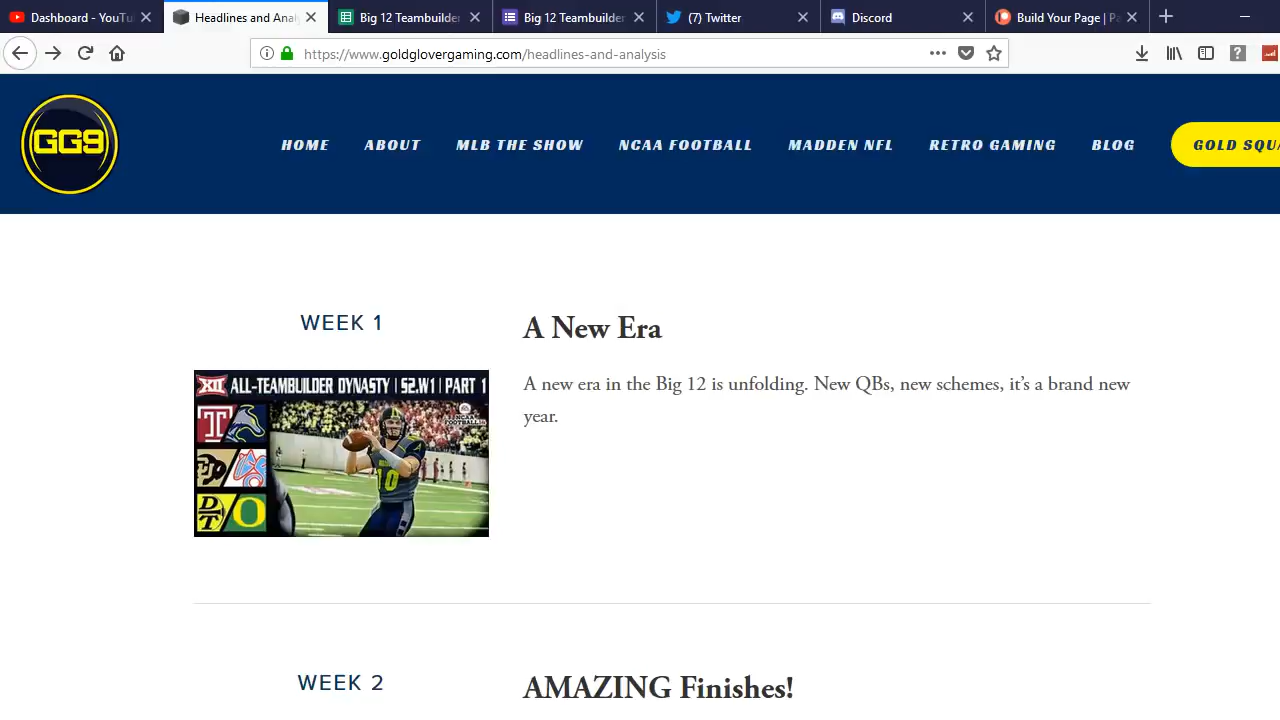 Dashboard - YouTu
Headlines and Anal
Big 12 Teambuilder
Big 12 Teambuilder
(7) Twitter
Discord
Build Your Page | Pa
https://www.goldglovergaming.com/headlines-and-analysis
GG9
HOME
ABOUT
MLB THE SHOW
NCAA FOOTBALL
MADDEN NFL
RETRO GAMING
BLOG
GOLD SQUA
WEEK 1
A New Era
XII ALL-TEAMBUILDER DYNASTY | S2.W1 | PART 1
10
A new era in the Big 12 is unfolding. New QBs, new schemes, it’s a brand new
year.
WEEK 2
AMAZING Finishes!